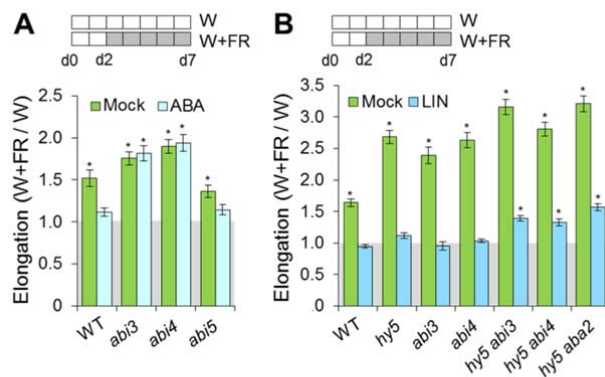 A
W
W+FR
d0 d2 d7
Elongation (W+FR / W)
2.5
2.0
1.5
1.0
0.5
0
Mock ABA
* * * * * *
WT abi3 abi4 abi5
B
W
W+FR
d0 d2 d7
Elongation (W+FR / W)
3.5
3.0
2.5
2.0
1.5
1.0
0.5
0
Mock LIN
* * * * * * * * * *
WT hy5 abi3 abi4 hy5 abi3 hy5 abi4 hy5 aba2